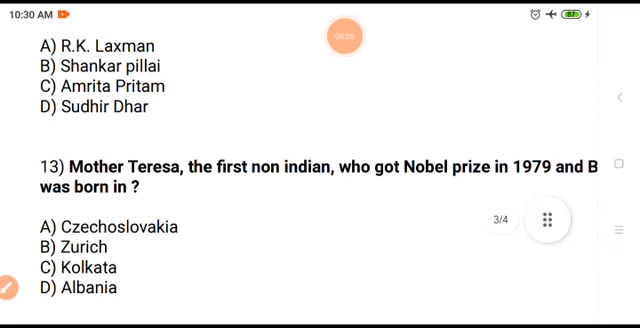 10:30 AM
87
08:06
A) R.K. Laxman
B) Shankar pillai
C) Amrita Pritam
D) Sudhir Dhar
13) Mother Teresa, the first non indian, who got Nobel prize in 1979 and B
was born in ?
A) Czechoslovakia
3/4
B) Zurich
C) Kolkata
D) Albania